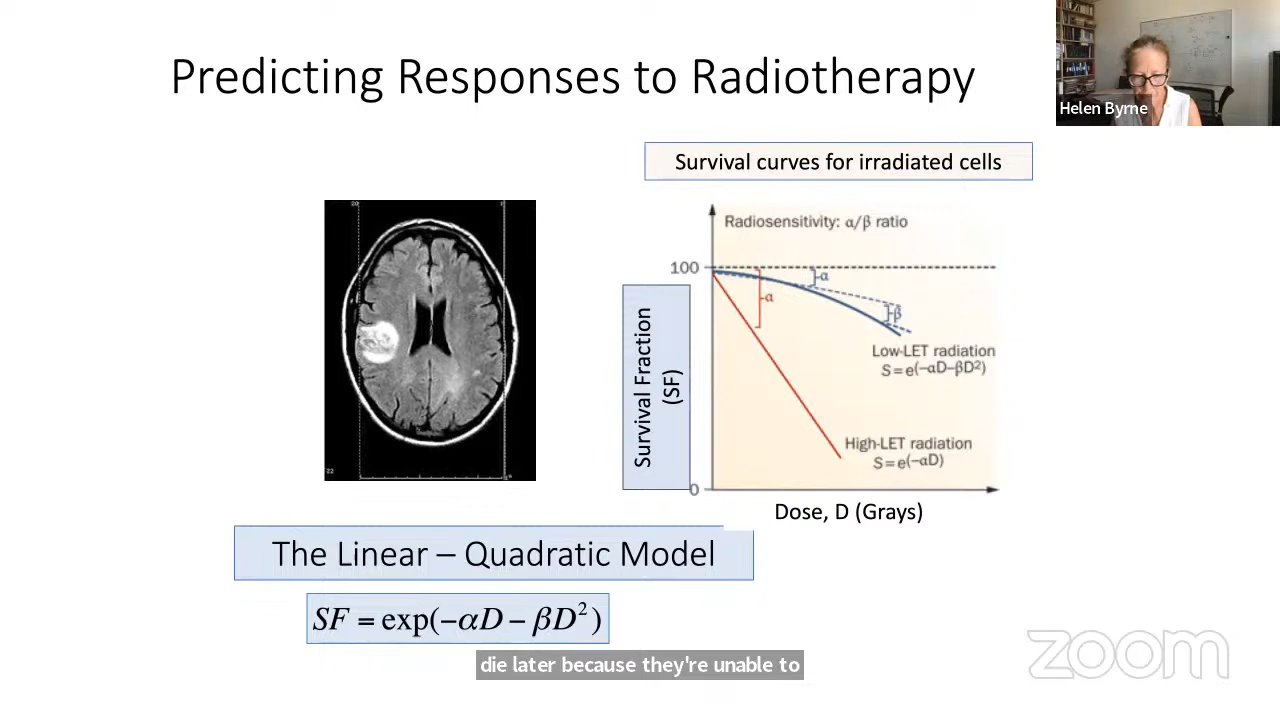 Predicting Responses to Radiotherapy
Helen Byrne
Survival curves for irradiated cells
Radiosensitivity: α/β ratio
100
α
α
β
Low-LET radiation
S=e(−αD−βD²)
High-LET radiation
S=e(−αD)
0
Survival Fraction
(SF)
Dose, D (Grays)
The Linear – Quadratic Model
SF = exp(−αD − βD²)
die later because they're unable to
zoom